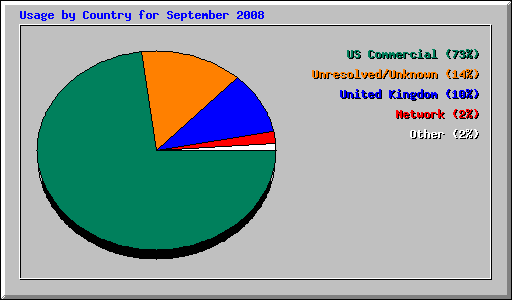 Usage by Country for September 2008
US Commercial (73%)
Unresolved/Unknown (14%)
United Kingdom (10%)
Network (2%)
Other (2%)